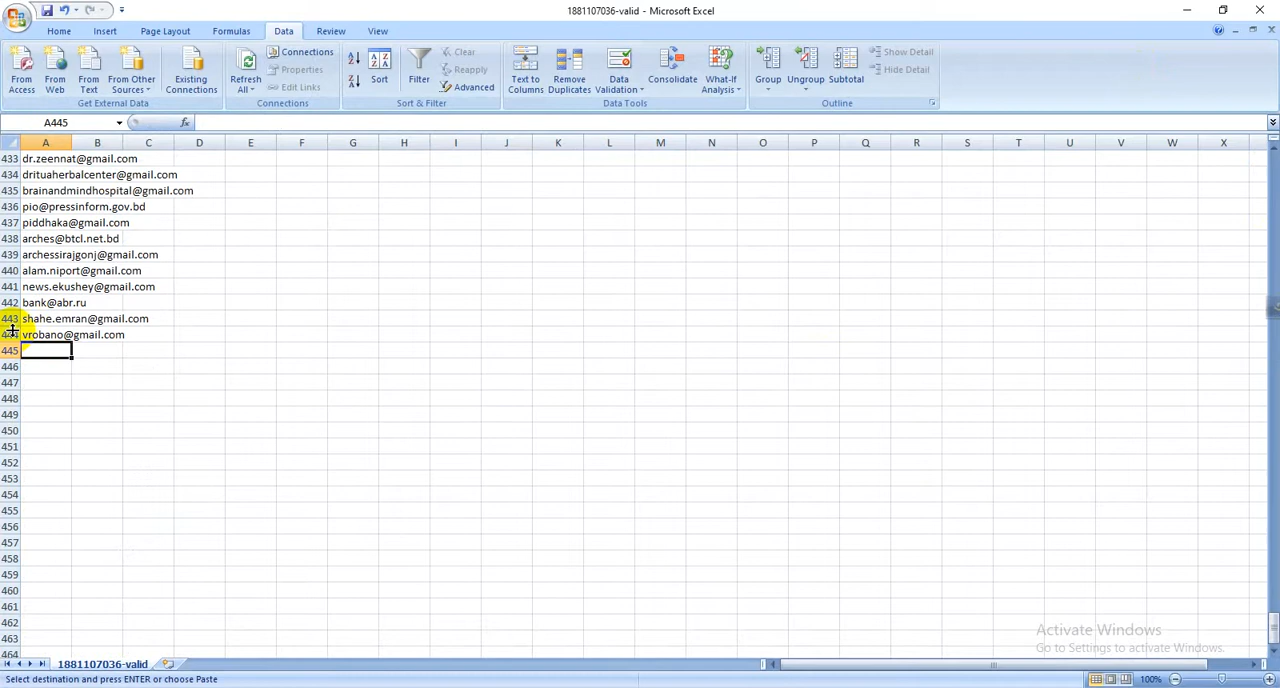 1881107036-valid - Microsoft Excel
Home Insert Page Layout Formulas Data Review View
From Access
From Web
From Text
From Other Sources
Existing Connections
Get External Data
Refresh All
Connections
Properties
Edit Links
Connections
Sort
Filter
Clear
Reapply
Advanced
Sort & Filter
Text to Columns
Remove Duplicates
Data Validation
Consolidate
What-If Analysis
Data Tools
Group
Ungroup
Subtotal
Show Detail
Hide Detail
Outline
A445 fx
A B C D E F G H I J K L M N O P Q R S T U V W X
433 dr.zeennat@gmail.com
434 drituaherbalcenter@gmail.com
435 brainandmindhospital@gmail.com
436 pio@pressinform.gov.bd
437 piddhaka@gmail.com
438 arches@btcl.net.bd
439 archessirajgonj@gmail.com
440 alam.niport@gmail.com
441 news.ekushey@gmail.com
442 bank@abr.ru
443 shahe.emran@gmail.com
444 vrobano@gmail.com
445
446
447
448
449
450
451
452
453
454
455
456
457
458
459
460
461
462
463
464
Activate Windows
Go to Settings to activate Windows.
1881107036-valid
Select destination and press ENTER or choose Paste 100%